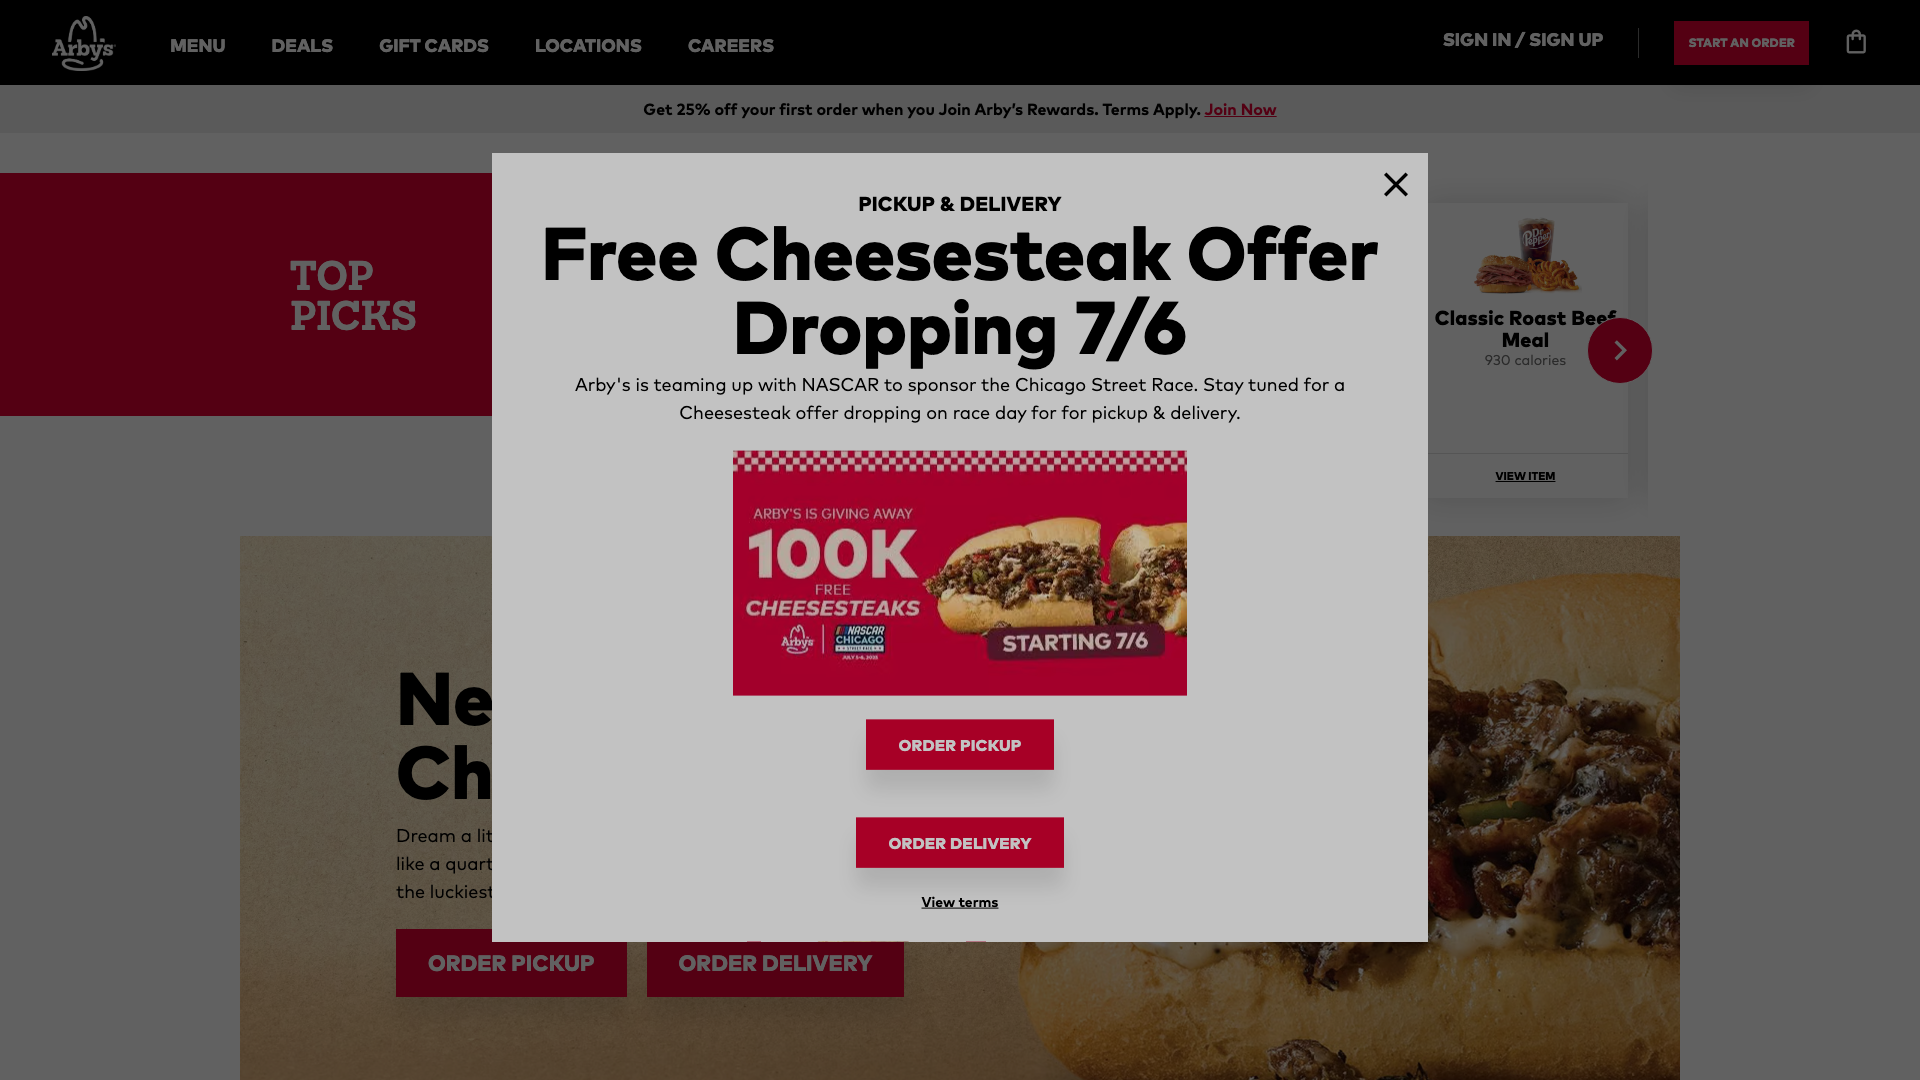 Arby's
MENU
DEALS
GIFT CARDS
LOCATIONS
CAREERS
SIGN IN / SIGN UP
START AN ORDER
Get 25% off your first order when you Join Arby's Rewards. Terms Apply. Join Now
TOP
PICKS
PICKUP & DELIVERY
Free Cheesesteak Offer
Dropping 7/6
Arby's is teaming up with NASCAR to sponsor the Chicago Street Race. Stay tuned for a
Cheesesteak offer dropping on race day for for pickup & delivery.
ARBY'S IS GIVING AWAY
100K
FREE
CHEESESTEAKS
Arby's
NASCAR
CHICAGO
STREET RACE
STARTING 7/6
ORDER PICKUP
ORDER DELIVERY
View terms
Dr Pepper
Classic Roast Beef
Meal
930 calories
VIEW ITEM
Ne
Ch
Dream a lit
like a quart
the luckiest
ORDER PICKUP
ORDER DELIVERY